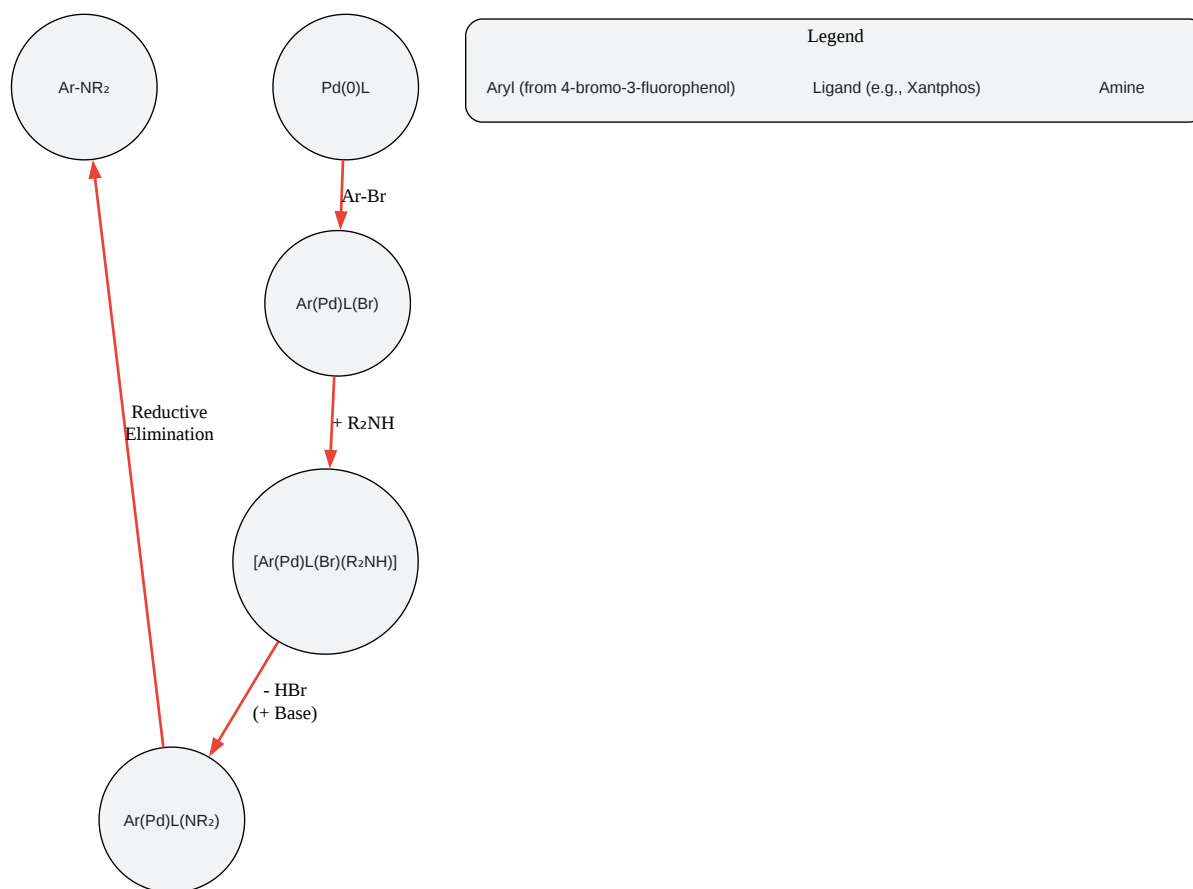 Legend
Ar-NR₂
Pd(0)L
Aryl (from 4-bromo-3-fluorophenol)
Ligand (e.g., Xantphos)
Amine
Ar-Br
Ar(Pd)L(Br)
Reductive
Elimination
+ R₂NH
[Ar(Pd)L(Br)(R₂NH)]
- HBr
(+ Base)
Ar(Pd)L(NR₂)